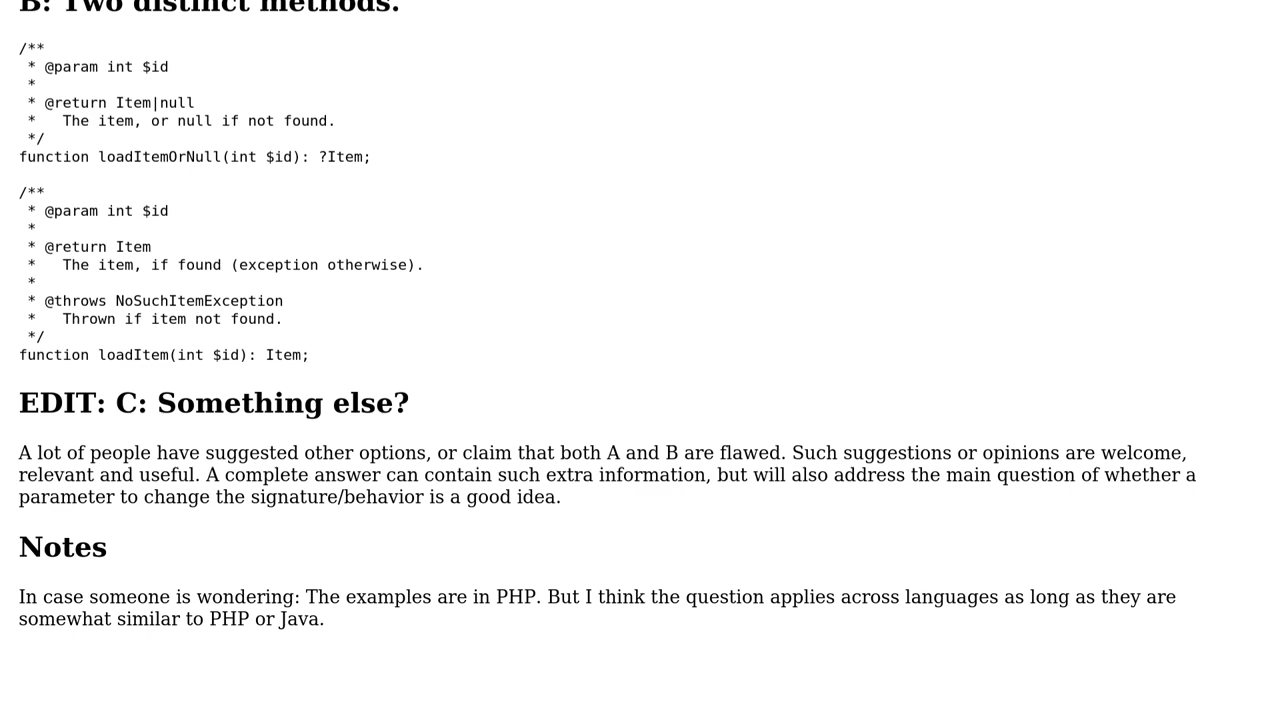 B: Two distinct methods.
/**
 * @param int $id
 *
 * @return Item|null
 *   The item, or null if not found.
 */
function loadItemOrNull(int $id): ?Item;
/**
 * @param int $id
 *
 * @return Item
 *   The item, if found (exception otherwise).
 *
 * @throws NoSuchItemException
 *   Thrown if item not found.
 */
function loadItem(int $id): Item;
EDIT: C: Something else?
A lot of people have suggested other options, or claim that both A and B are flawed. Such suggestions or opinions are welcome,
relevant and useful. A complete answer can contain such extra information, but will also address the main question of whether a
parameter to change the signature/behavior is a good idea.
Notes
In case someone is wondering: The examples are in PHP. But I think the question applies across languages as long as they are
somewhat similar to PHP or Java.